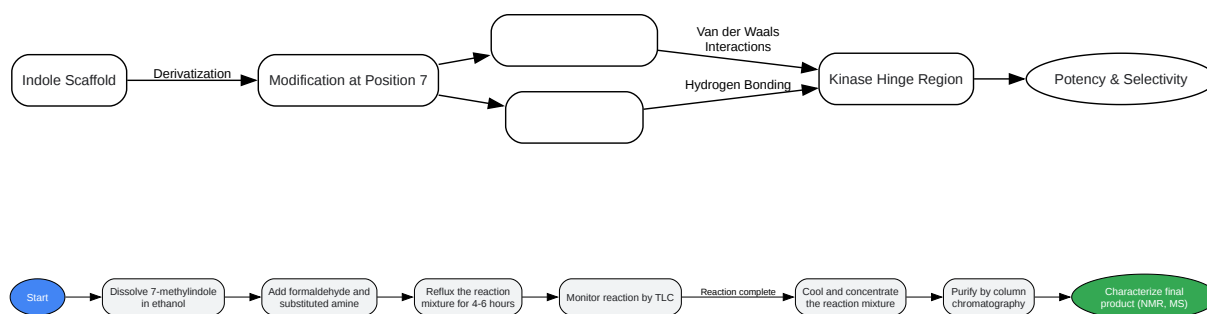 Van der Waals
Interactions
Indole Scaffold
Derivatization
Modification at Position 7
Kinase Hinge Region
Potency & Selectivity
Hydrogen Bonding
Start
Dissolve 7-methylindole
in ethanol
Add formaldehyde and
substituted amine
Reflux the reaction
mixture for 4-6 hours
Monitor reaction by TLC
Reaction complete
Cool and concentrate
the reaction mixture
Purify by column
chromatography
Characterize final
product (NMR, MS)